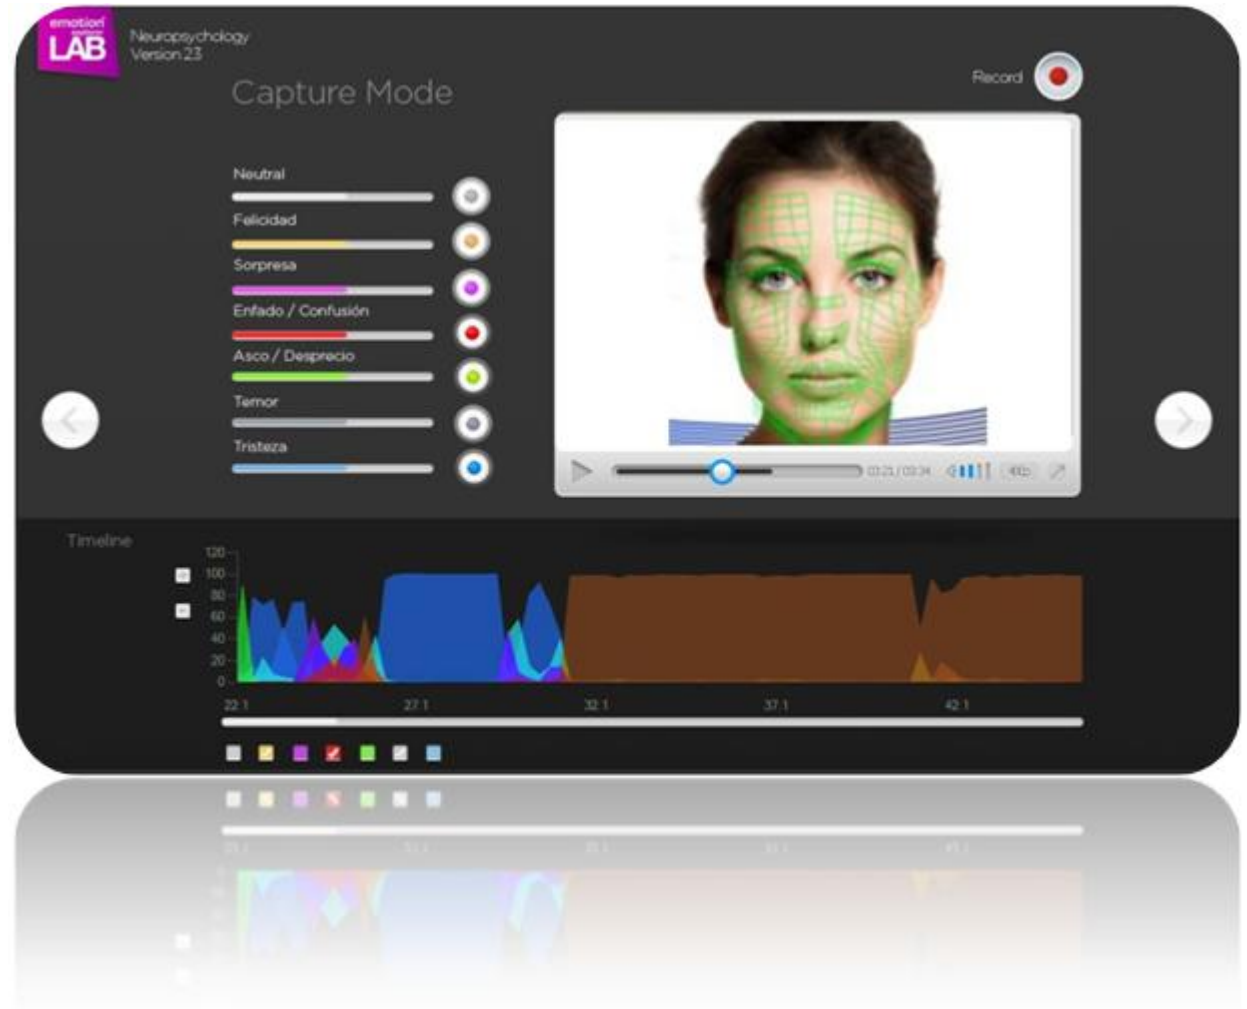 emotion
LAB
Neuropsychology
Version 2.3
Capture Mode
Record
Neutral
Felicidad
Sorpresa
Enfado / Confusión
Asco / Desprecio
Temor
Tristeza
Timeline
120
100
80
60
40
20
0
22.1 27.1 32.1 37.1 42.1